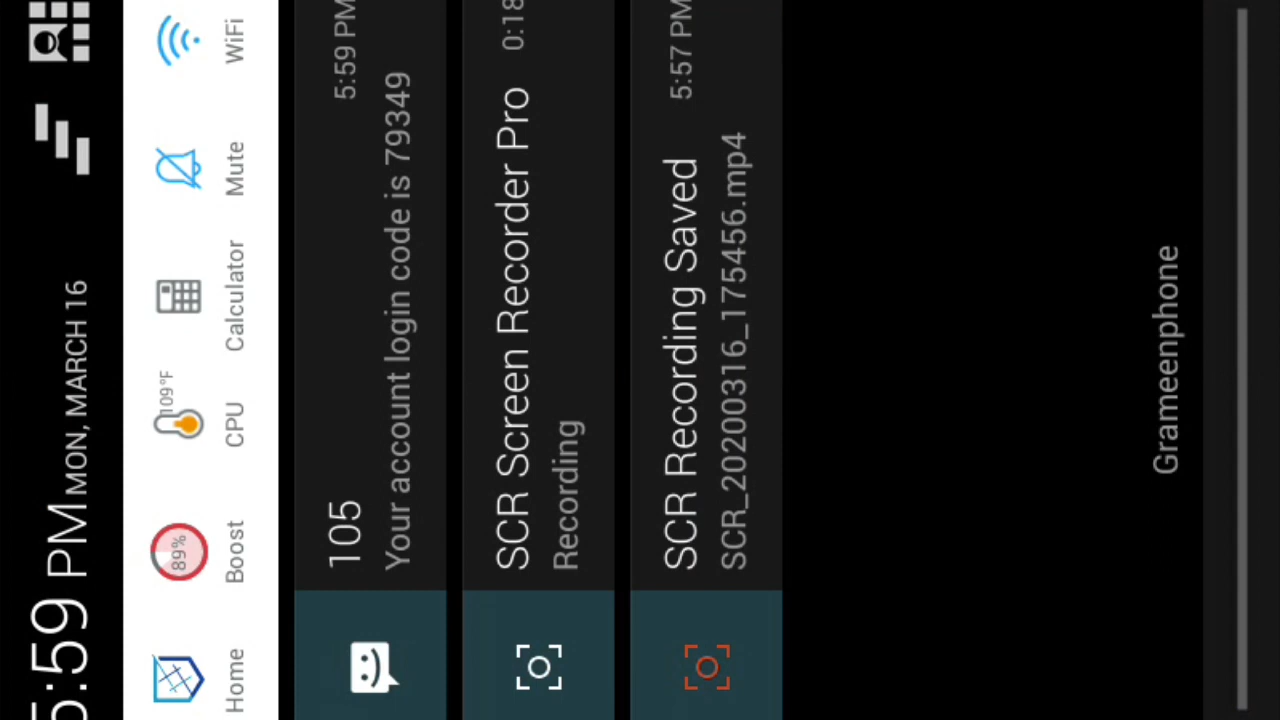 5:59 PM MON, MARCH 16
Home
89%
Boost
109°F
CPU
Calculator
Mute
WiFi
105
5:59 PM
Your account login code is 79349
SCR Screen Recorder Pro
0:18
Recording
SCR Recording Saved
5:57 PM
SCR_20200316_175456.mp4
Grameenphone